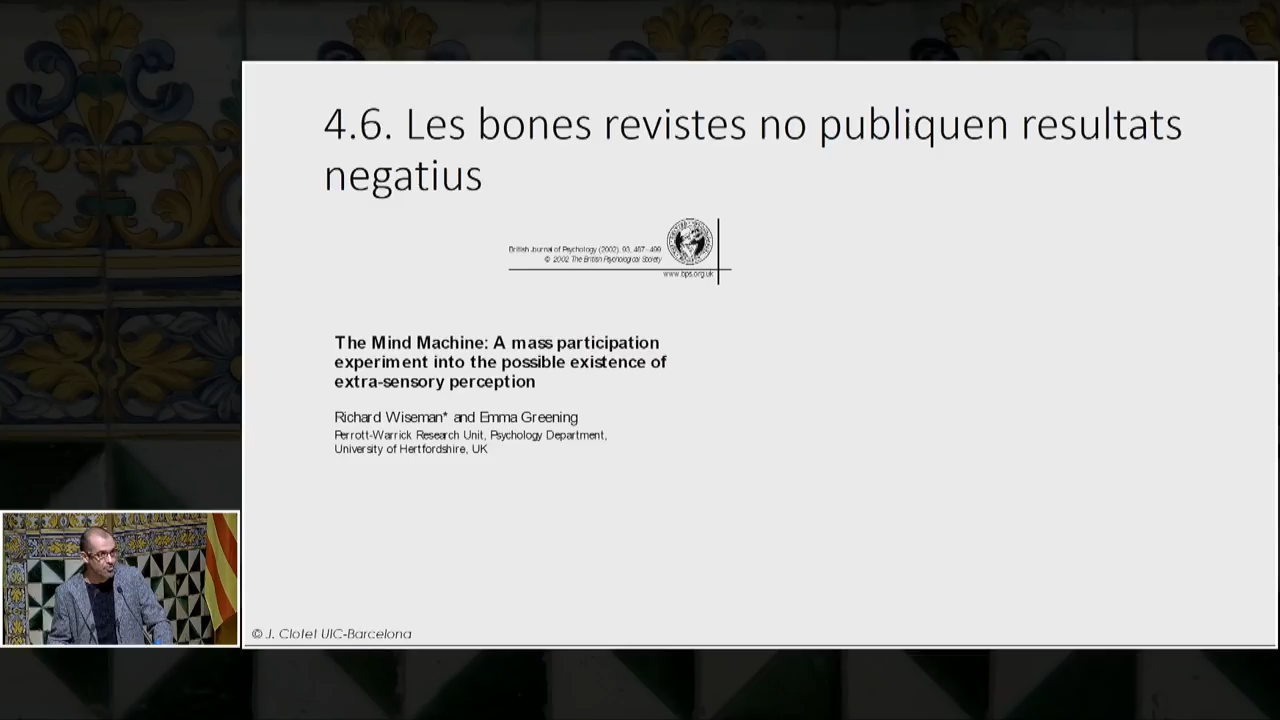 4.6. Les bones revistes no publiquen resultats
negatius
British Journal of Psychology (2002), 93, 487–499
© 2002 The British Psychological Society
www.bps.org.uk
The Mind Machine: A mass participation
experiment into the possible existence of
extra-sensory perception
Richard Wiseman* and Emma Greening
Perrott-Warrick Research Unit, Psychology Department,
University of Hertfordshire, UK
© J. Clotet UIC-Barcelona